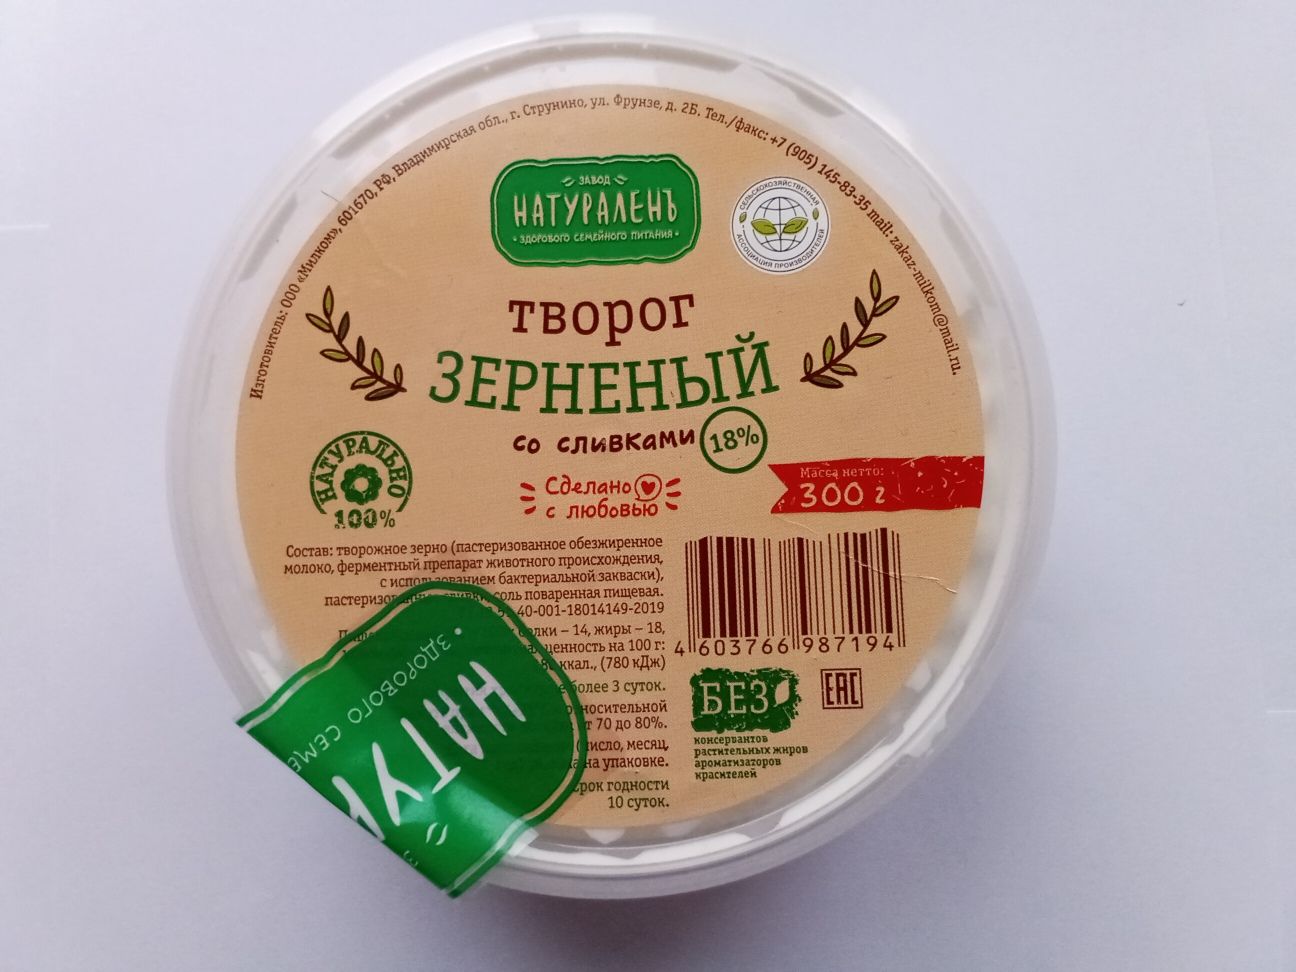 Изготовитель: ООО «Милком», 601670, РФ, Владимирская обл., г. Струнино, ул. Фрунзе, д. 2Б. Тел./факс: +7 (905) 145-83-35 mail: zakaz-milkom@mail.ru.
ЗАВОД
НАТУРАЛЕНЪ
• ЗДОРОВОГО СЕМЕЙНОГО ПИТАНИЯ •
СЕЛЬСКОХОЗЯЙСТВЕННАЯ
АССОЦИАЦИЯ ПРОИЗВОДИТЕЛЕЙ
творог
ЗЕРНЕНЫЙ
со сливками 18%
НАТУРАЛЬНО
100%
Сделано
с любовью
Масса нетто:
300 г
Состав: творожное зерно (пастеризованное обезжиренное
молоко, ферментный препарат животного происхождения,
с использованием бактериальной закваски),
соль поваренная пищевая.
40-001-18014149-2019
– 14, жиры – 18,
ценность на 100 г:
ккал., (780 кДж)
более 3 суток.
от 70 до 80%.
месяц,
на упаковке.
срок годности
10 суток.
4 603766 987194
БЕЗ
консервантов
растительных жиров
ароматизаторов
красителей
EAC
• ЗДОРОВОГО
НАТУ